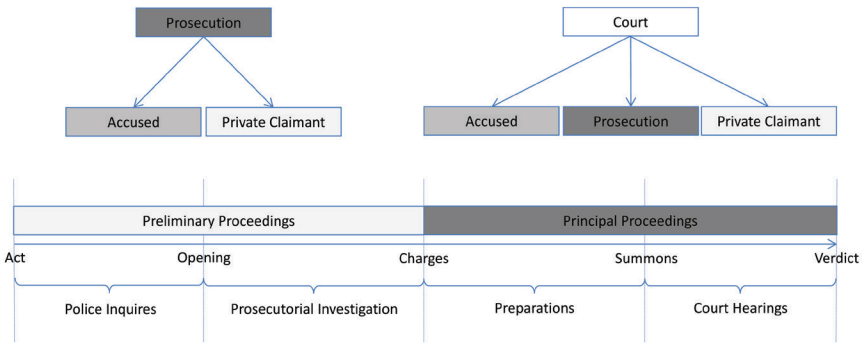 Prosecution
Court
Accused
Private Claimant
Accused
Prosecution
Private Claimant
Preliminary Proceedings
Principal Proceedings
Act
Opening
Charges
Summons
Verdict
Police Inquires
Prosecutorial Investigation
Preparations
Court Hearings